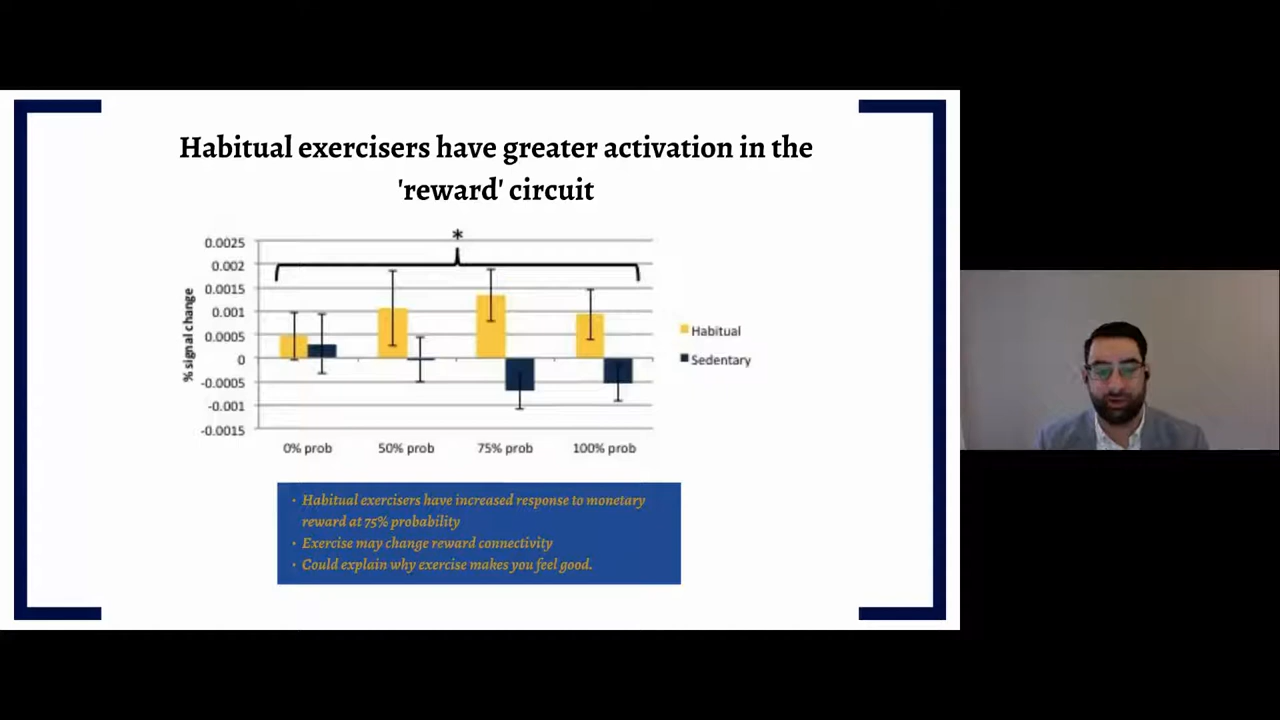 Habitual exercisers have greater activation in the
'reward' circuit
*
0.0025
0.002
0.0015
0.001
0.0005
0
-0.0005
-0.001
-0.0015
% signal change
0% prob
50% prob
75% prob
100% prob
Habitual
Sedentary
• Habitual exercisers have increased response to monetary
reward at 75% probability
• Exercise may change reward connectivity
• Could explain why exercise makes you feel good.